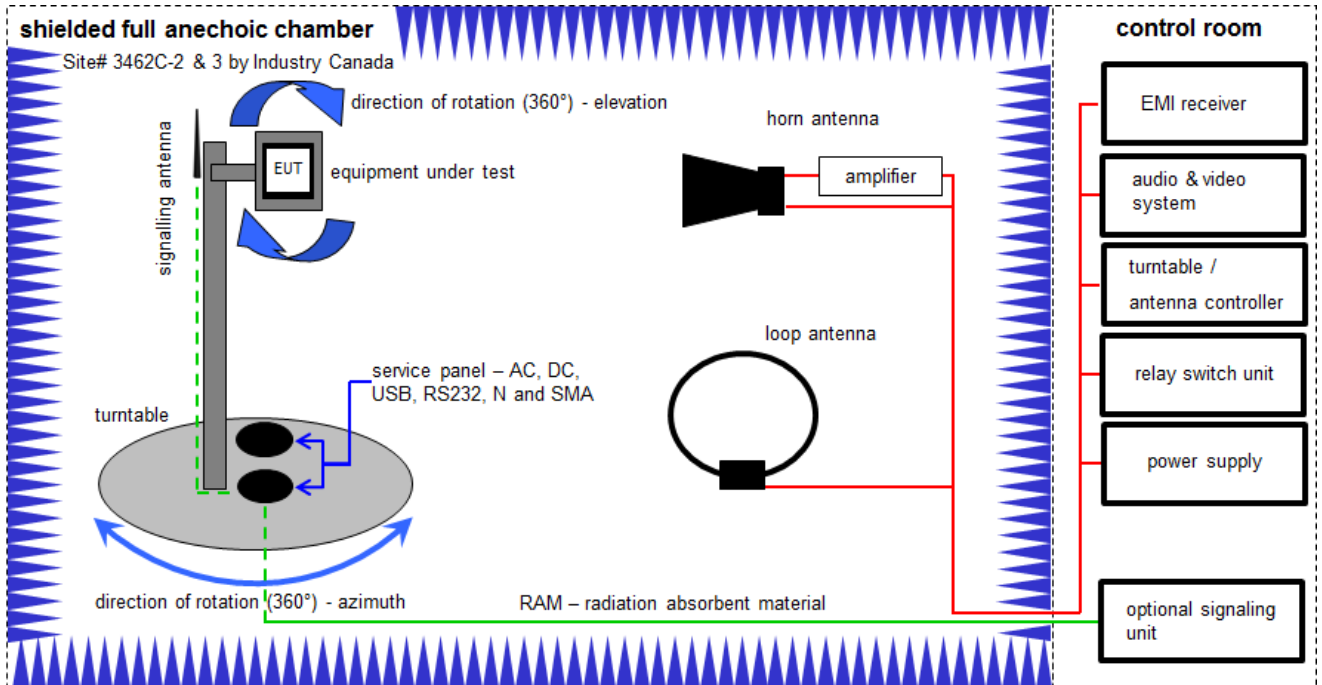 shielded full anechoic chamber
Site# 3462C-2 & 3 by Industry Canada
direction of rotation (360°) - elevation
signalling antenna
EUT
equipment under test
horn antenna
amplifier
loop antenna
service panel – AC, DC,
USB, RS232, N and SMA
turntable
direction of rotation (360°) - azimuth
RAM – radiation absorbent material
control room
EMI receiver
audio & video
system
turntable /
antenna controller
relay switch unit
power supply
optional signaling
unit